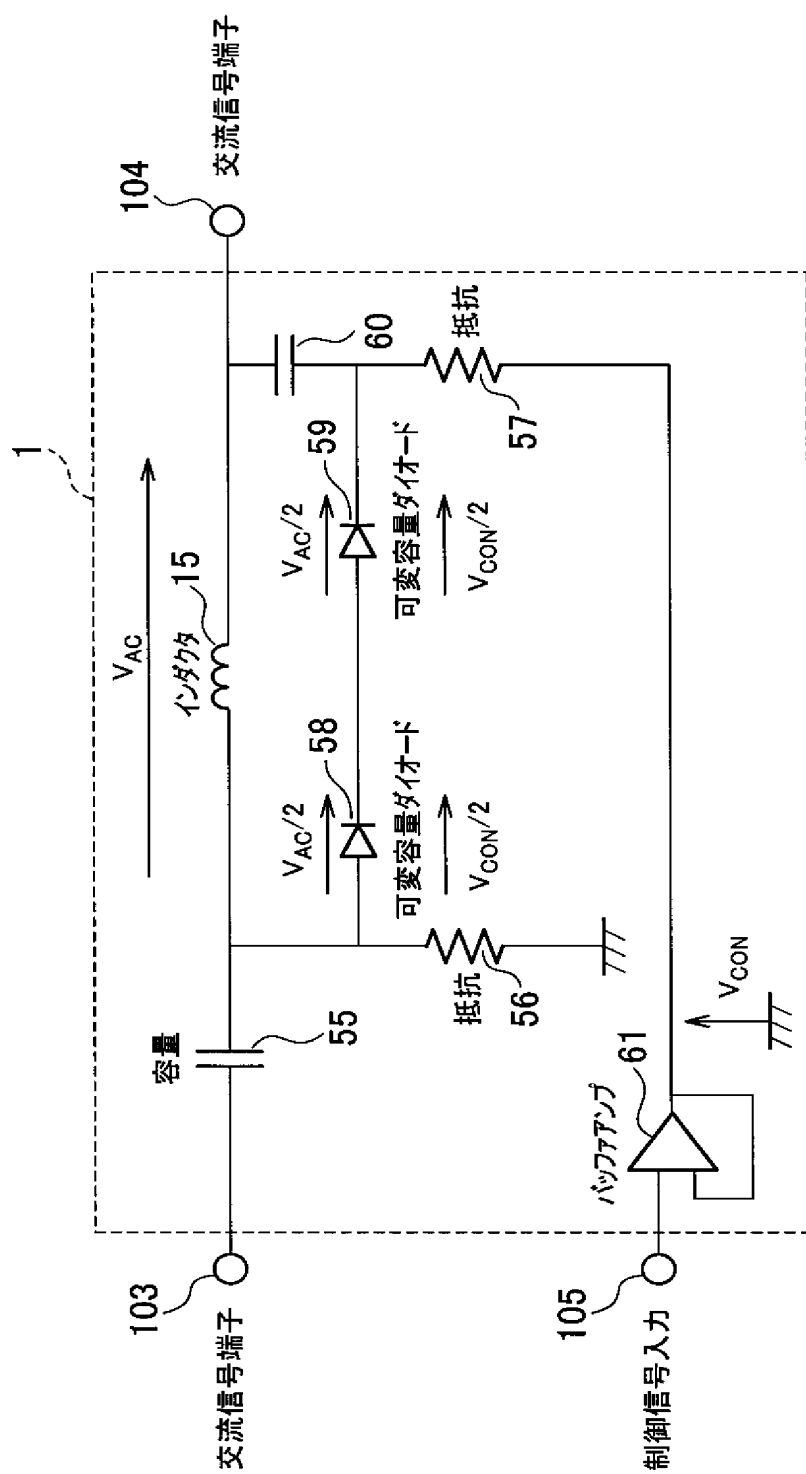 1
V_AC
15
インダクタ
交流信号端子
103
容量
55
104
交流信号端子
60
V_AC/2
58
可変容量ダイオード
V_CON/2
V_AC/2
59
可変容量ダイオード
V_CON/2
抵抗
56
抵抗
57
制御信号入力
105
バッファアンプ
61
V_CON